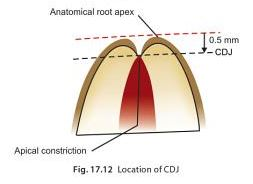 Anatomical root apex
0.5 mm
CDJ
Apical constriction
Fig. 17.12 Location of CDJ